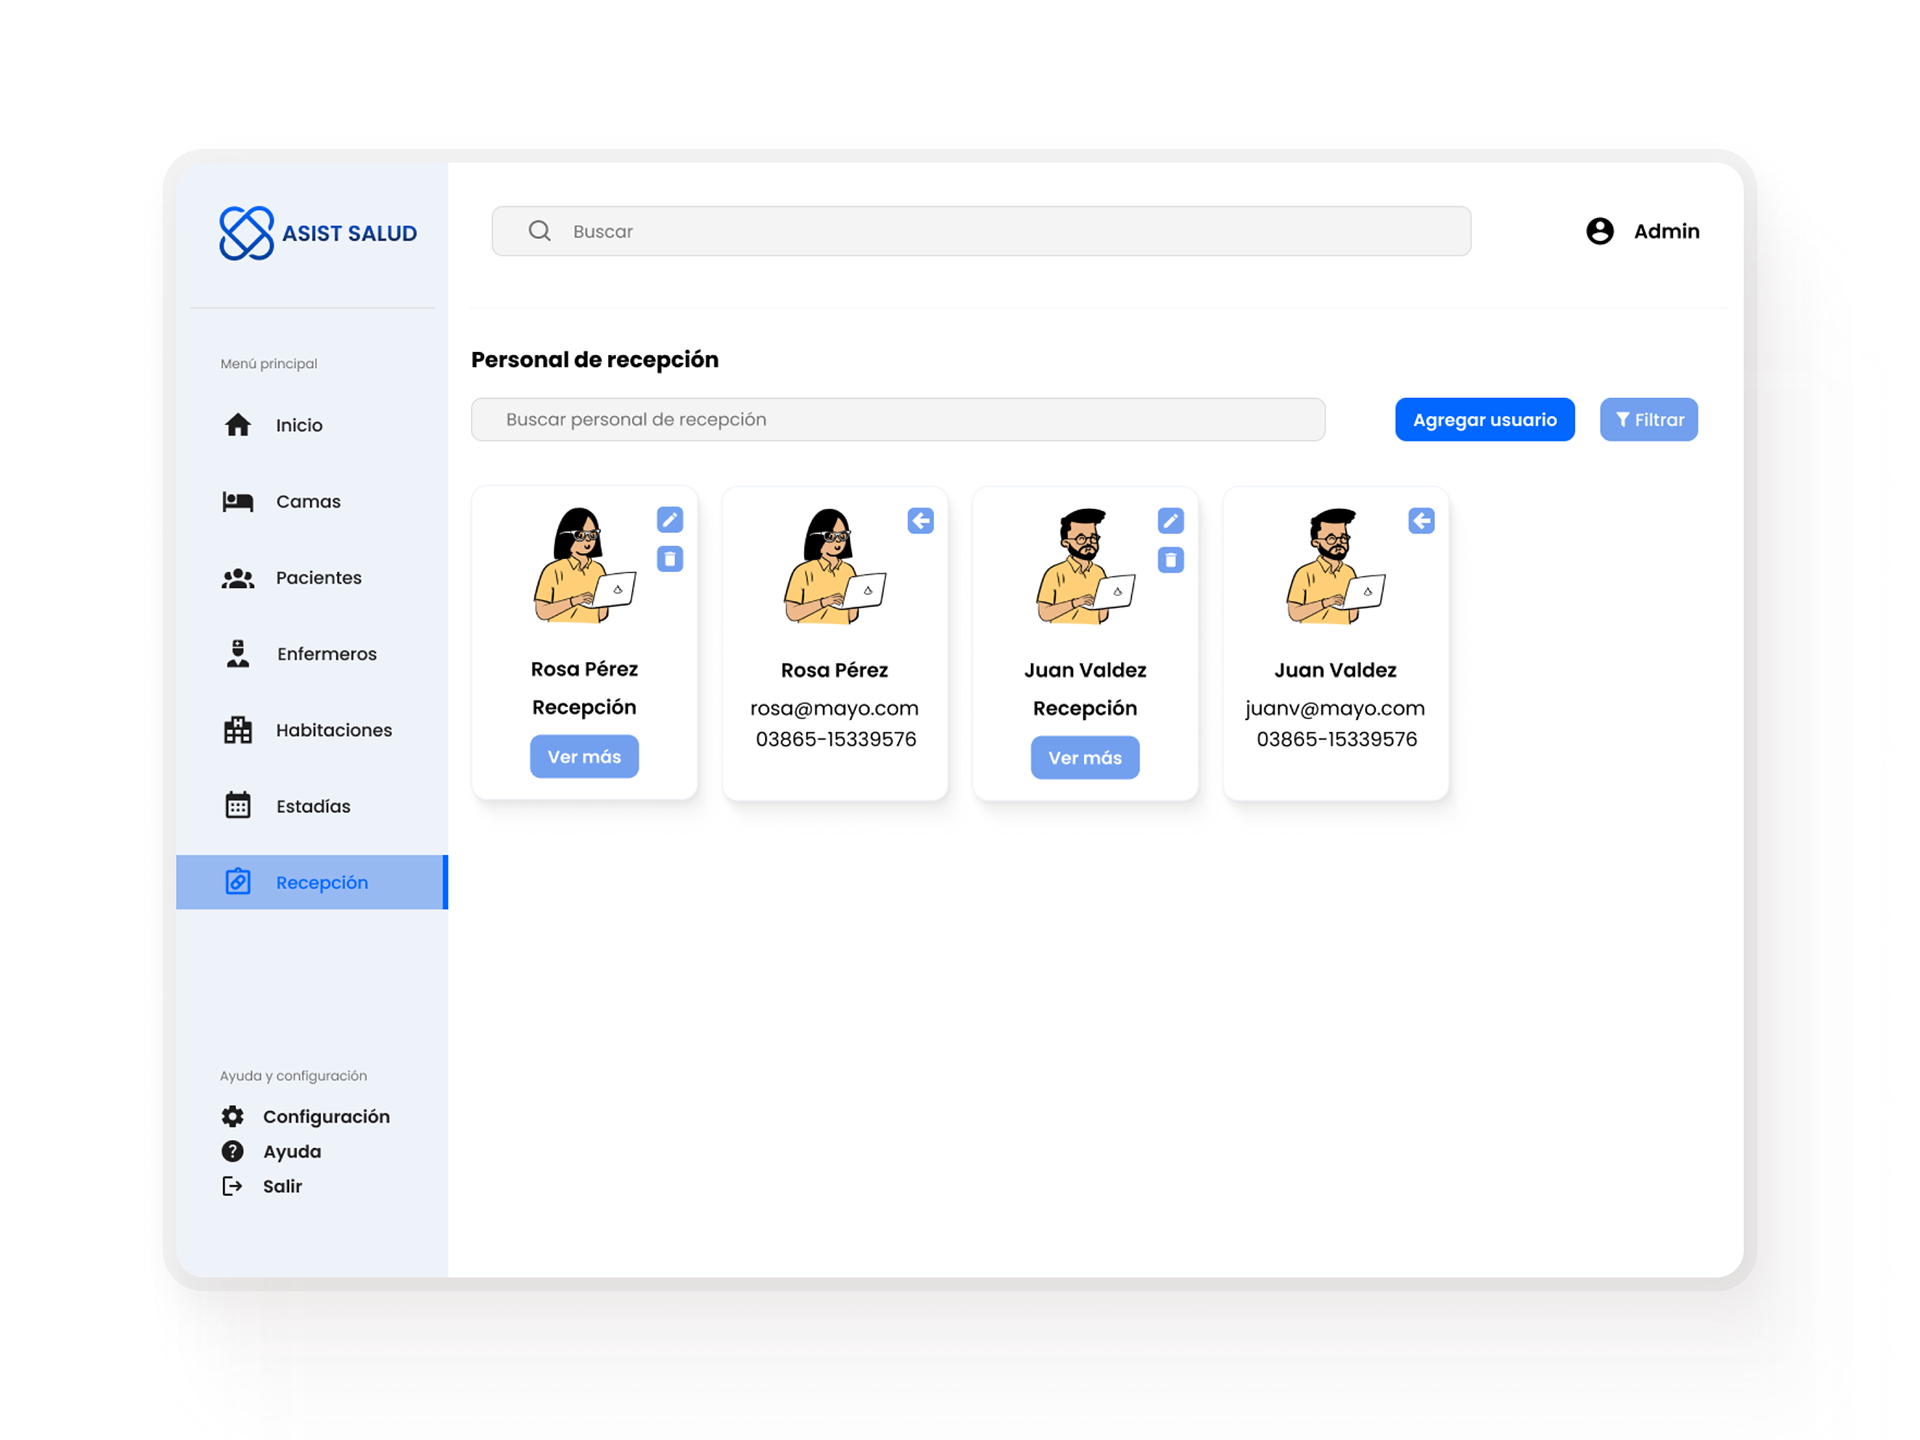 ASIST SALUD
Buscar
Admin
Menú principal
Inicio
Camas
Pacientes
Enfermeros
Habitaciones
Estadías
Recepción
Ayuda y configuración
Configuración
Ayuda
Salir
Personal de recepción
Buscar personal de recepción
Agregar usuario
Filtrar
Rosa Pérez
Recepción
Ver más
Rosa Pérez
rosa@mayo.com
03865-15339576
Juan Valdez
Recepción
Ver más
Juan Valdez
juanv@mayo.com
03865-15339576